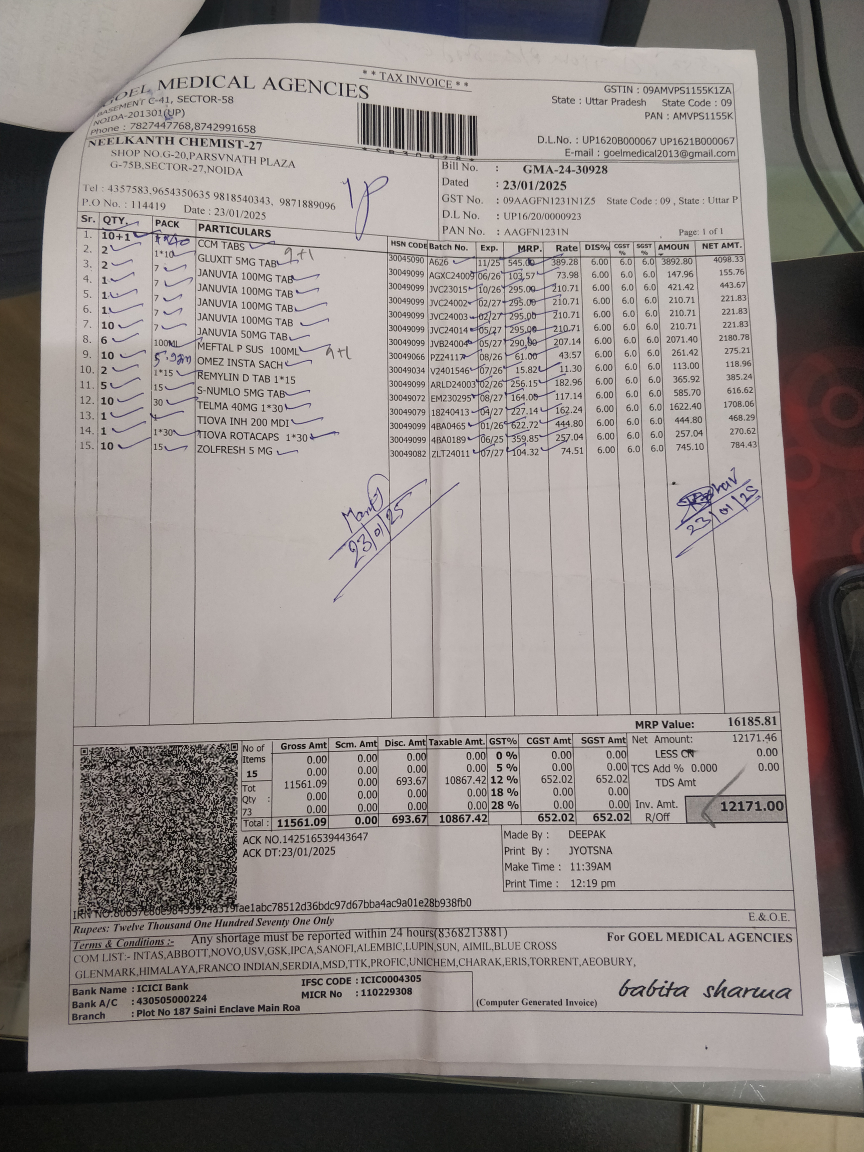 * * TAX INVOICE * *
GOEL MEDICAL AGENCIES
BASEMENT C-41, SECTOR-58
NOIDA-201301(UP)
Phone : 7827447768,8742991658
GSTIN : 09AMVPS1155K1ZA
State : Uttar Pradesh State Code : 09
PAN : AMVPS1155K
D.L.No. : UP1620B000067 UP1621B000067
E-mail : goelmedical2013@gmail.com
NEELKANTH CHEMIST-27
SHOP NO.G-20,PARSVNATH PLAZA
G-75B,SECTOR-27,NOIDA
Tel : 4357583,9654350635 9818540343, 9871889096
P.O No. : 114419 Date : 23/01/2025
1P
Bill No. : GMA-24-30928
Dated : 23/01/2025
GST No. : 09AAGFN1231N1Z5 State Code : 09 , State : Uttar P
D.L No. : UP16/20/0000923
PAN No. : AAGFN1231N Page: 1 of 1
Sr. QTY. PACK PARTICULARS HSN CODE Batch No. Exp. MRP. Rate DIS% CGST % SGST % AMOUN NET AMT.
1. 10+1 CCM TABS 30045090 A626 11/25 545.00 389.28 6.00 6.0 6.0 3892.80 4098.33
2. 2 1*10 GLUXIT 5MG TAB 9+1 30049099 AGXC24009 06/26 103.57 73.98 6.00 6.0 6.0 147.96 155.76
3. 2 7 JANUVIA 100MG TAB 30049099 JVC23015 10/26 295.00 210.71 6.00 6.0 6.0 421.42 443.67
4. 1 7 JANUVIA 100MG TAB 30049099 JVC24002 02/27 295.00 210.71 6.00 6.0 6.0 210.71 221.83
5. 1 7 JANUVIA 100MG TAB 30049099 JVC24003 02/27 295.00 210.71 6.00 6.0 6.0 210.71 221.83
6. 1 7 JANUVIA 100MG TAB 30049099 JVC24014 05/27 295.00 210.71 6.00 6.0 6.0 210.71 221.83
7. 10 7 JANUVIA 50MG TAB 30049099 JVB24004 05/27 290.00 207.14 6.00 6.0 6.0 2071.40 2180.78
8. 6 100ML MEFTAL P SUS 100ML 9+1 30049066 PZ24117 08/26 61.00 43.57 6.00 6.0 6.0 261.42 275.21
9. 10 OMEZ INSTA SACH 30049034 V2401546 07/26 15.82 11.30 6.00 6.0 6.0 113.00 118.96
10. 2 1*15 REMYLIN D TAB 1*15 30049099 ARLD24003 02/26 256.15 182.96 6.00 6.0 6.0 365.92 385.24
11. 5 15 S-NUMLO 5MG TAB 30049072 EM230295 08/27 164.00 117.14 6.00 6.0 6.0 585.70 616.62
12. 10 30 TELMA 40MG 1*30 30049079 18240413 04/27 227.14 162.24 6.00 6.0 6.0 1622.40 1708.06
13. 1 TIOVA INH 200 MDI 30049099 4BA0465 01/26 622.72 444.80 6.00 6.0 6.0 444.80 468.29
14. 1 1*30 TIOVA ROTACAPS 1*30 30049099 4BA0189 06/25 359.85 257.04 6.00 6.0 6.0 257.04 270.62
15. 10 15 ZOLFRESH 5 MG 30049082 ZLT24011 07/27 104.32 74.51 6.00 6.0 6.0 745.10 784.43
23/01/25
23/01/25
MRP Value: 16185.81
No of Items 15
Tot Qty : 73
Gross Amt Scm. Amt Disc. Amt Taxable Amt. GST% CGST Amt SGST Amt
0.00 0.00 0.00 0.00 0 % 0.00 0.00
0.00 0.00 0.00 0.00 5 % 0.00 0.00
11561.09 0.00 693.67 10867.42 12 % 652.02 652.02
0.00 0.00 0.00 0.00 18 % 0.00 0.00
0.00 0.00 0.00 0.00 28 % 0.00 0.00
Total : 11561.09 0.00 693.67 10867.42 652.02 652.02
Net Amount: 12171.46
LESS CR 0.00
TCS Add % 0.000 0.00
TDS Amt
Inv. Amt. 12171.00
R/Off
ACK NO.142516539443647
ACK DT:23/01/2025
Made By : DEEPAK
Print By : JYOTSNA
Make Time : 11:39AM
Print Time : 12:19 pm
E.&.O.E.
Rupees: Twelve Thousand One Hundred Seventy One Only
Terms & Conditions :- Any shortage must be reported within 24 hours(8368213881)
For GOEL MEDICAL AGENCIES
COM LIST:- INTAS,ABBOTT,NOVO,USV,GSK,IPCA,SANOFI,ALEMBIC,LUPIN,SUN, AIMIL,BLUE CROSS
GLENMARK,HIMALAYA,FRANCO INDIAN,SERDIA,MSD,TTK,PROFIC,UNICHEM,CHARAK,ERIS,TORRENT,AEOBURY,
Bank Name : ICICI Bank IFSC CODE : ICIC0004305
Bank A/C : 430505000224 MICR No : 110229308
Branch : Plot No 187 Saini Enclave Main Roa
(Computer Generated Invoice)
babita sharma